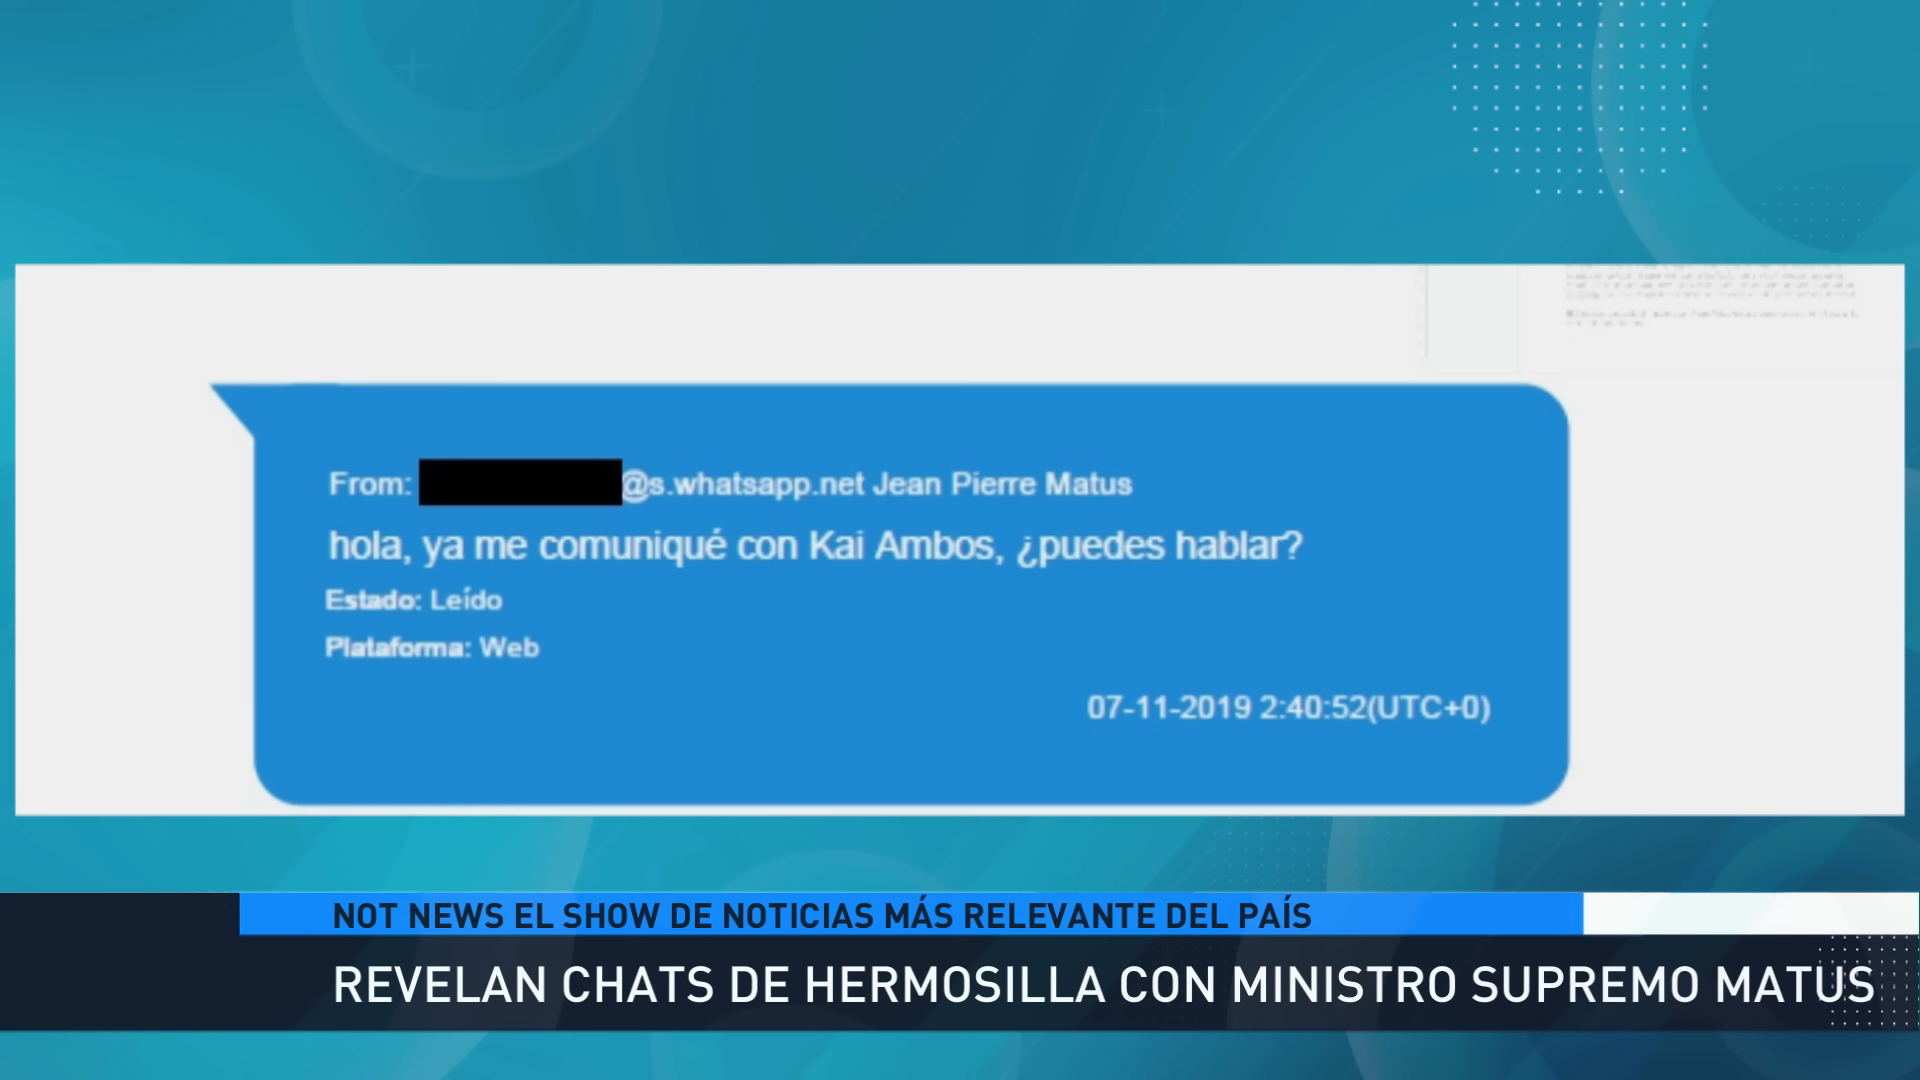 From: @s.whatsapp.net Jean Pierre Matus
hola, ya me comuniqué con Kai Ambos, ¿puedes hablar?
Estado: Leído
Plataforma: Web
07-11-2019 2:40:52(UTC+0)
NOT NEWS EL SHOW DE NOTICIAS MÁS RELEVANTE DEL PAÍS
REVELAN CHATS DE HERMOSILLA CON MINISTRO SUPREMO MATUS